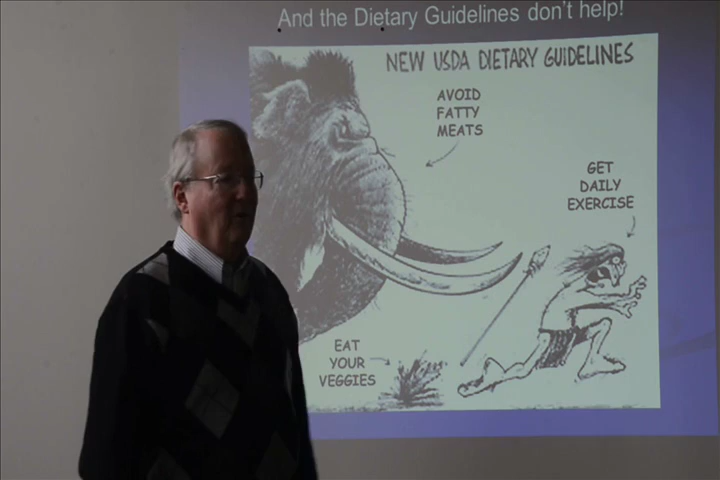 And the Dietary Guidelines don't help!
NEW USDA DIETARY GUIDELINES
AVOID
FATTY
MEATS
GET
DAILY
EXERCISE
EAT
YOUR
VEGGIES